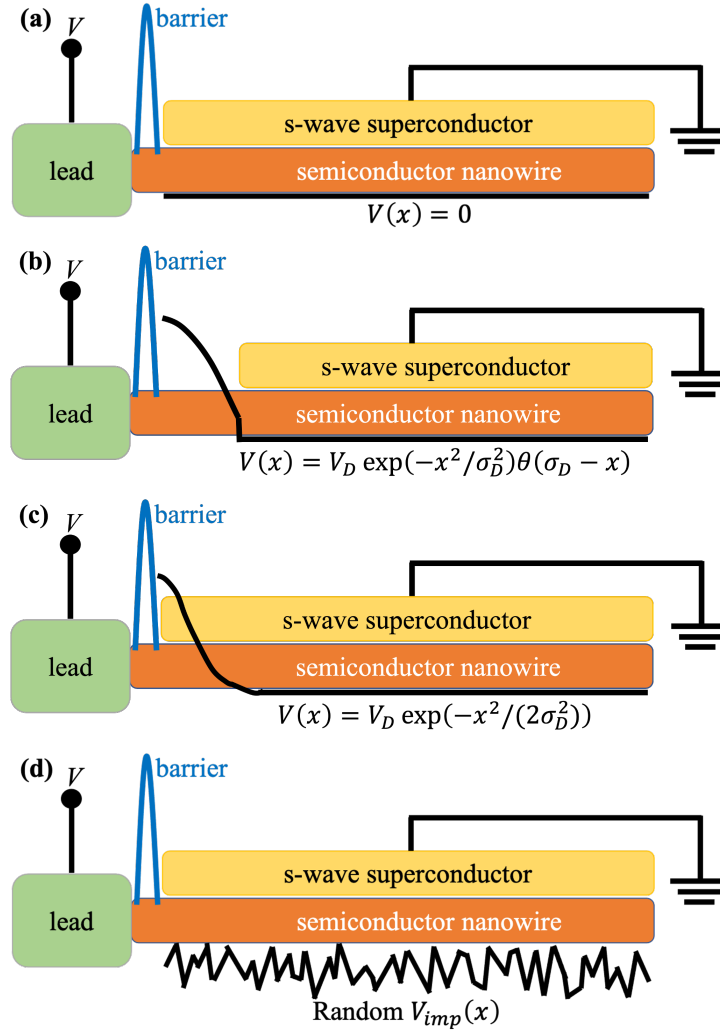 (a)
V
barrier
s-wave superconductor
lead
semiconductor nanowire
V(x) = 0
(b)
V
barrier
s-wave superconductor
lead
semiconductor nanowire
V(x) = V_D exp(−x²/σ_D²)θ(σ_D − x)
(c)
V
barrier
s-wave superconductor
lead
semiconductor nanowire
V(x) = V_D exp(−x²/(2σ_D²))
(d)
V
barrier
s-wave superconductor
lead
semiconductor nanowire
Random V_imp(x)